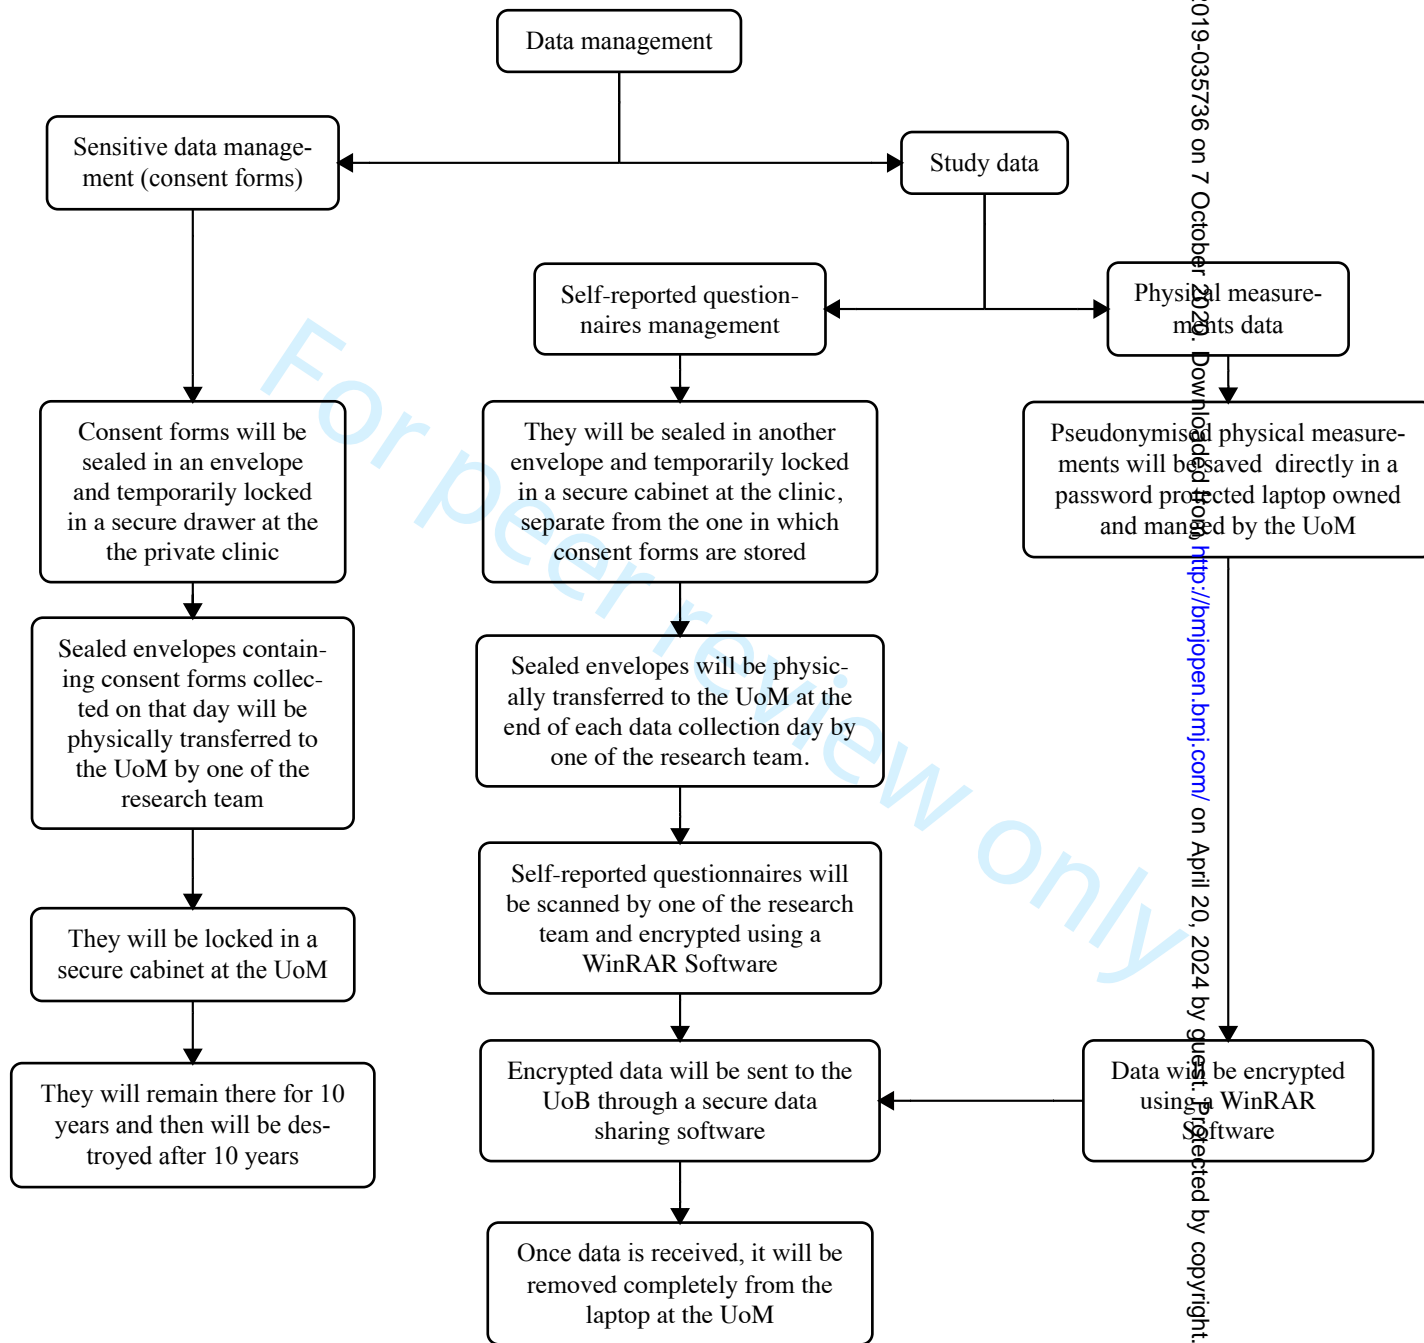 Data management
Sensitive data manage-
ment (consent forms)
Study data
Self-reported question-
naires management
Physical measure-
ments data
Consent forms will be
sealed in an envelope
and temporarily locked
in a secure drawer at the
the private clinic
They will be sealed in another
envelope and temporarily locked
in a secure cabinet at the clinic,
separate from the one in which
consent forms are stored
Pseudonymised physical measure-
ments will be saved directly in a
password protected laptop owned
and manged by the UoM
Sealed envelopes contain-
ing consent forms collec-
ted on that day will be
physically transferred to
the UoM by one of the
research team
Sealed envelopes will be physic-
ally transferred to the UoM at the
end of each data collection day by
one of the research team.
Self-reported questionnaires will
be scanned by one of the research
team and encrypted using a
WinRAR Software
They will be locked in a
secure cabinet at the UoM
They will remain there for 10
years and then will be des-
troyed after 10 years
Encrypted data will be sent to the
UoB through a secure data
sharing software
Data will be encrypted
using a WinRAR
Software
Once data is received, it will be
removed completely from the
laptop at the UoM
For peer review only
2019-035736 on 7 October 2020. Downloaded from http://bmjopen.bmj.com/ on April 20, 2024 by guest. Protected by copyright.